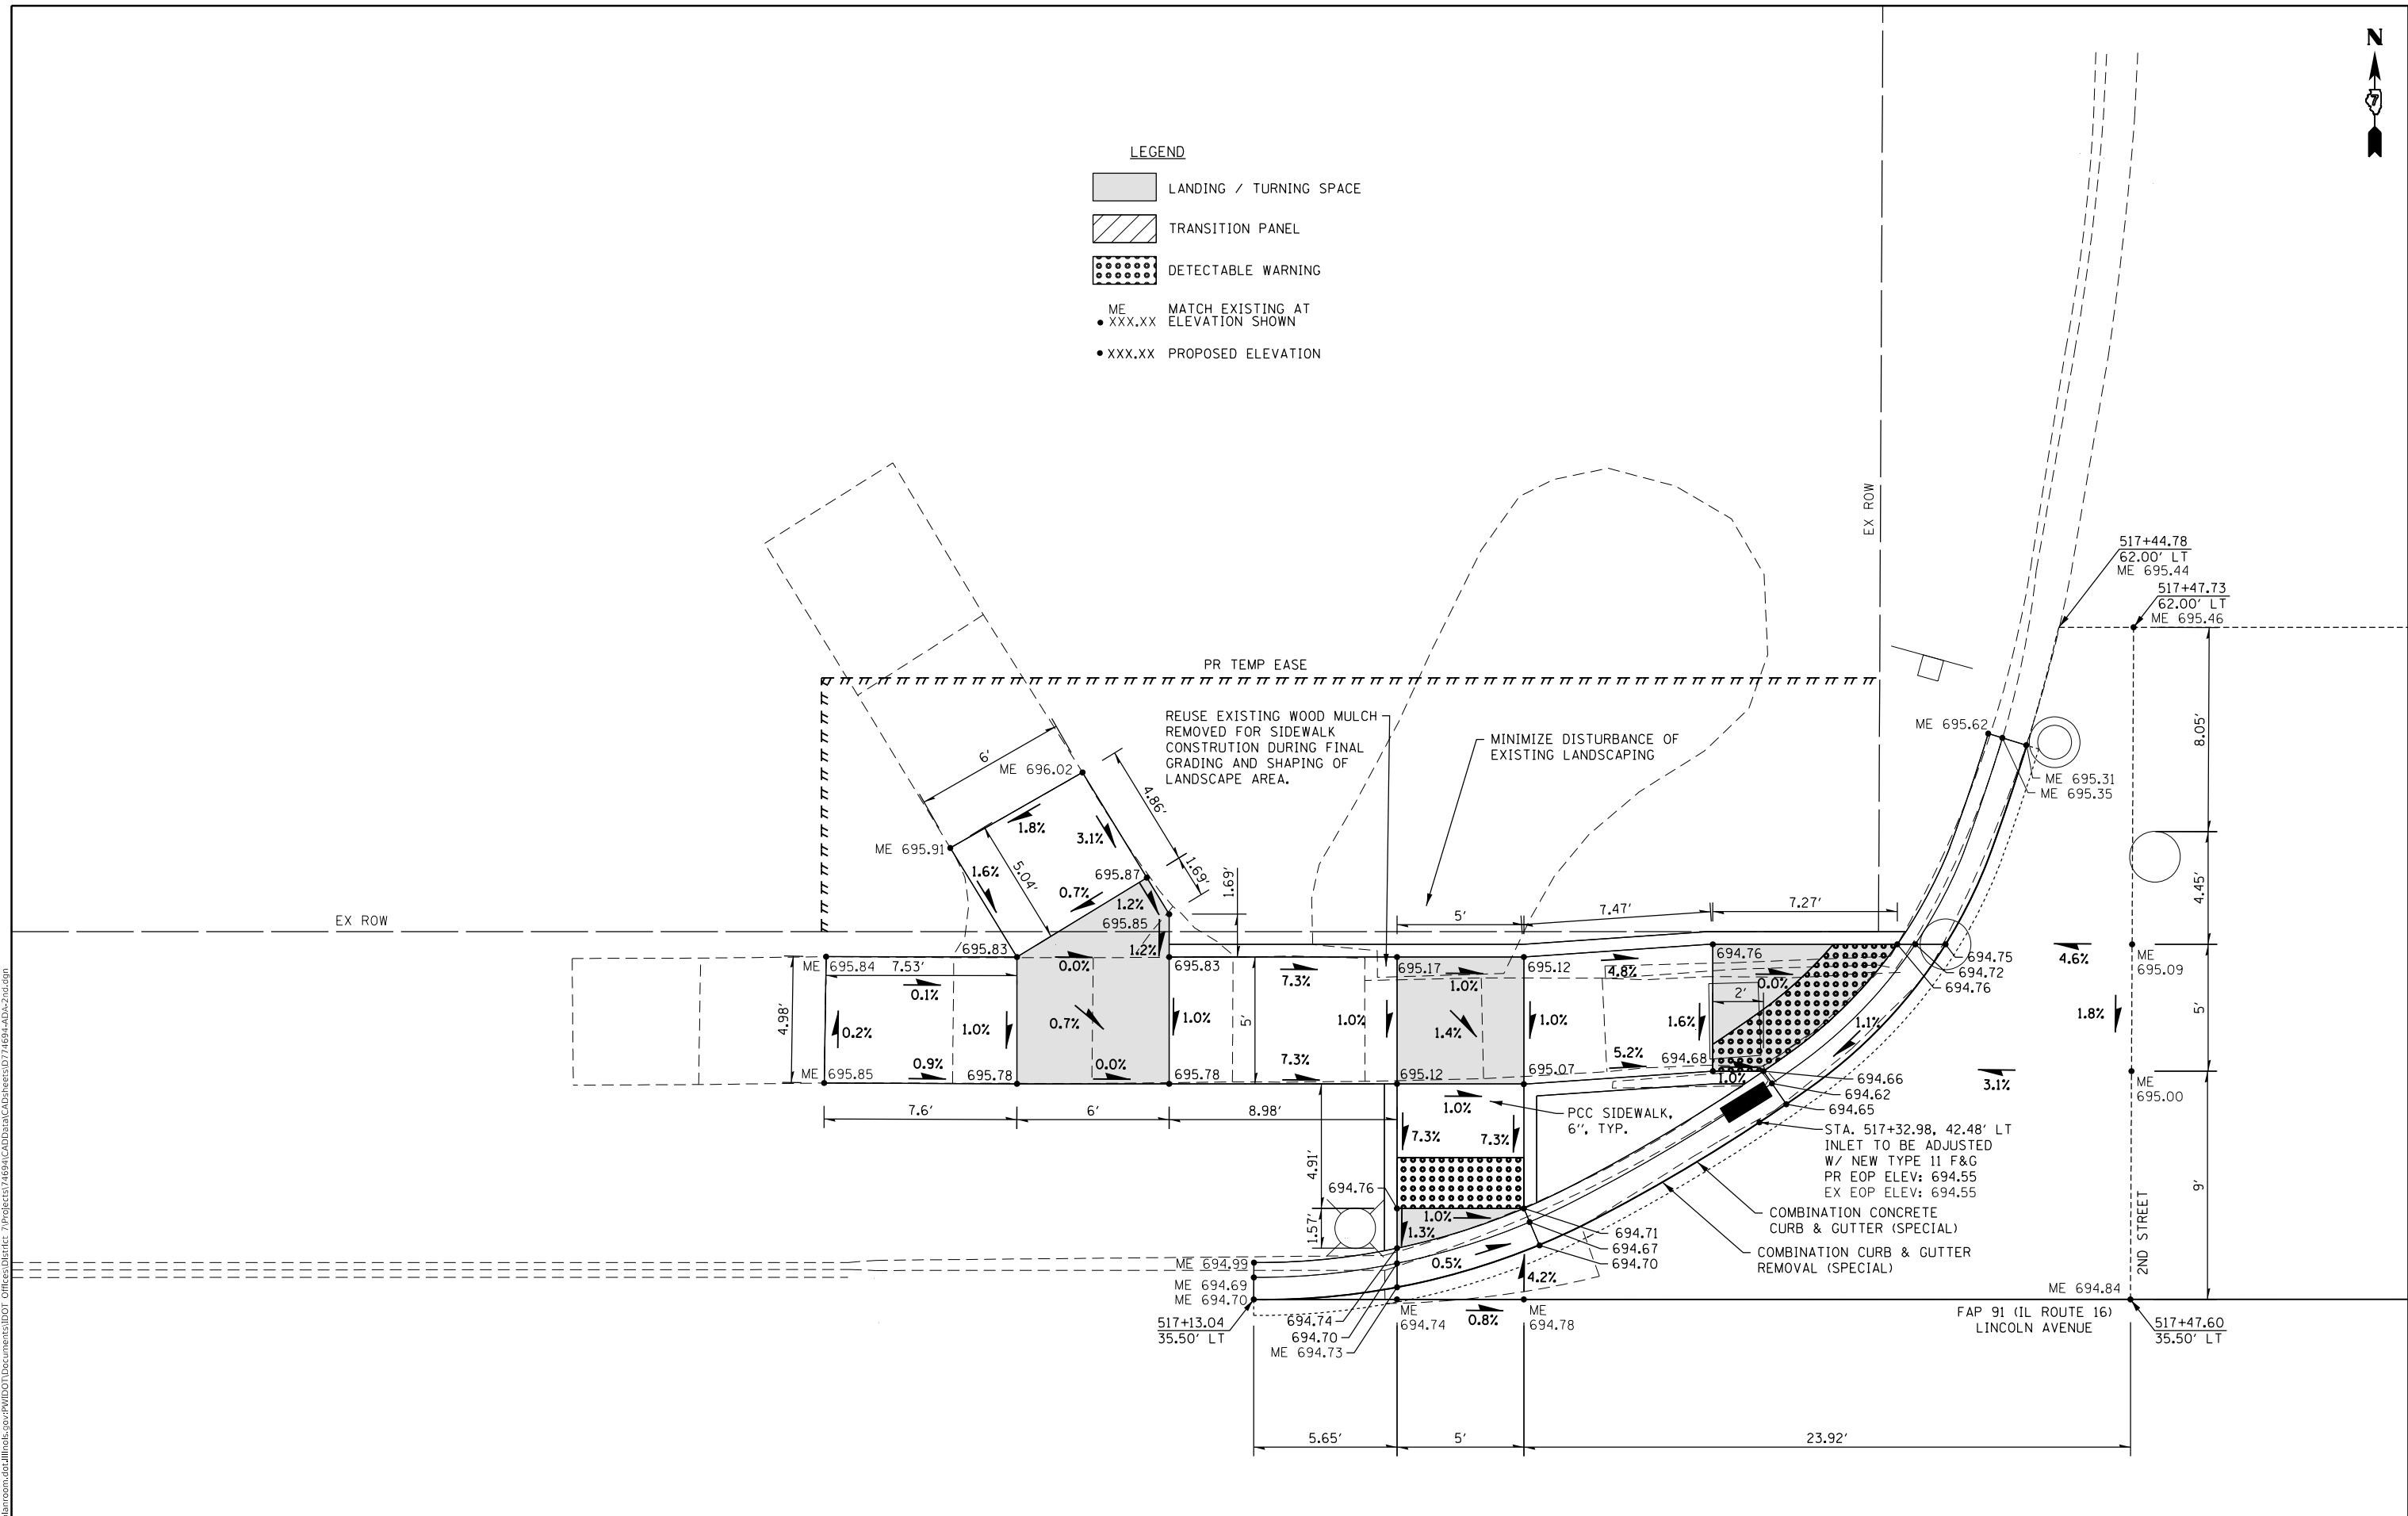 N
7
LEGEND
LANDING / TURNING SPACE
TRANSITION PANEL
DETECTABLE WARNING
ME
XXX.XX
MATCH EXISTING AT
ELEVATION SHOWN
XXX.XX PROPOSED ELEVATION
EX ROW
517+44.78
62.00' LT
ME 695.44
517+47.73
62.00' LT
ME 695.46
PR TEMP EASE
REUSE EXISTING WOOD MULCH
REMOVED FOR SIDEWALK
CONSTRUTION DURING FINAL
GRADING AND SHAPING OF
LANDSCAPE AREA.
MINIMIZE DISTURBANCE OF
EXISTING LANDSCAPING
ME 695.62
ME 695.31
ME 695.35
8.05'
6'
ME 696.02
4.86'
1.8%
3.1%
ME 695.91
5.04'
1.6%
695.87
0.7%
1.2%
1.69'
1.69'
695.85
EX ROW
5'
7.47'
7.27'
4.45'
695.83
1.2%
ME 695.84
7.53'
0.0%
695.83
7.3%
695.17
1.0%
695.12
4.8%
694.76
0.0%
694.75
694.72
694.76
4.6%
ME
695.09
0.1%
4.98'
0.2%
1.0%
0.7%
1.0%
5'
1.0%
1.4%
1.0%
1.6%
2'
1.1%
1.8%
5'
ME 695.85
0.9%
695.78
0.0%
695.78
7.3%
695.12
695.07
5.2%
694.68
1.0%
694.66
694.62
694.65
3.1%
ME
695.00
7.6'
6'
8.98'
1.0%
PCC SIDEWALK,
6", TYP.
7.3%
7.3%
4.91'
STA. 517+32.98, 42.48' LT
INLET TO BE ADJUSTED
W/ NEW TYPE 11 F&G
PR EOP ELEV: 694.55
EX EOP ELEV: 694.55
9'
694.76
1.57'
1.0%
1.3%
694.71
694.67
694.70
COMBINATION CONCRETE
CURB & GUTTER (SPECIAL)
COMBINATION CURB & GUTTER
REMOVAL (SPECIAL)
2ND STREET
ME 694.99
ME 694.69
ME 694.70
0.5%
4.2%
ME 694.84
517+13.04
35.50' LT
694.74
694.70
ME 694.73
ME
694.74
0.8%
ME
694.78
FAP 91 (IL ROUTE 16)
LINCOLN AVENUE
517+47.60
35.50' LT
5.65'
5'
23.92'